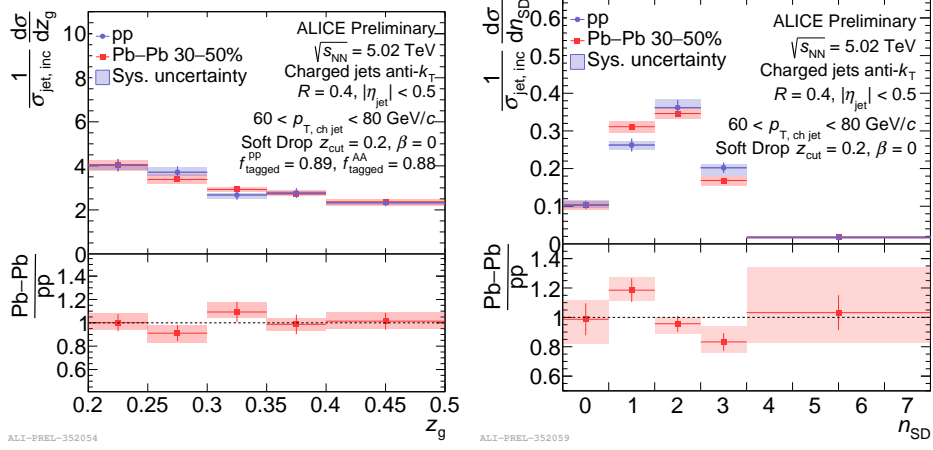 ALICE Preliminary
√s_NN = 5.02 TeV
Charged jets anti-k_T
R = 0.4, |η_jet| < 0.5
60 < p_T, ch jet < 80 GeV/c
Soft Drop z_cut = 0.2, β = 0
f^pp_tagged = 0.89, f^AA_tagged = 0.88
pp
Pb–Pb 30–50%
Sys. uncertainty
1/σ_jet, inc dσ/dz_g
10
8
6
4
2
0
Pb–Pb/pp
1.4
1.2
1
0.8
0.6
0.2 0.25 0.3 0.35 0.4 0.45 0.5
z_g
ALI-PREL-352054
ALICE Preliminary
√s_NN = 5.02 TeV
Charged jets anti-k_T
R = 0.4, |η_jet| < 0.5
60 < p_T, ch jet < 80 GeV/c
Soft Drop z_cut = 0.2, β = 0
pp
Pb–Pb 30–50%
Sys. uncertainty
1/σ_jet, inc dσ/dn_SD
0.6
0.5
0.4
0.3
0.2
0.1
0
Pb–Pb/pp
1.4
1.2
1
0.8
0.6
0 1 2 3 4 5 6 7
n_SD
ALI-PREL-352059